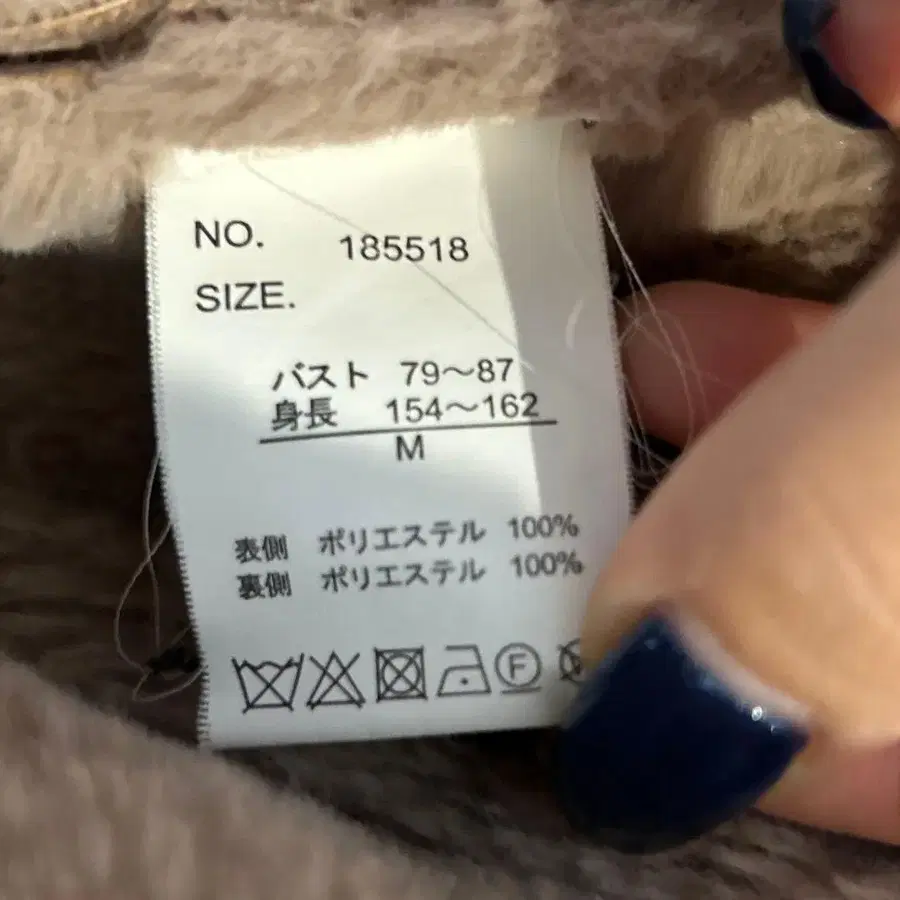 NO. 185518
SIZE.
バスト 79～87
身長 154～162
M
表側 ポリエステル 100%
裏側 ポリエステル 100%
F